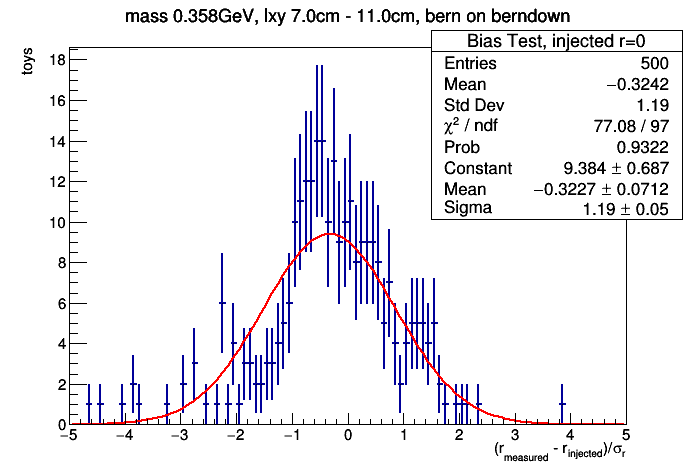 mass 0.358GeV, lxy 7.0cm - 11.0cm, bern on berndown
Bias Test, injected r=0
Entries 500
Mean −0.3242
Std Dev 1.19
χ² / ndf 77.08 / 97
Prob 0.9322
Constant 9.384 ± 0.687
Mean −0.3227 ± 0.0712
Sigma 1.19 ± 0.05
toys
18
16
14
12
10
8
6
4
2
0
−5 −4 −3 −2 −1 0 1 2 3 4 5
(r_measured - r_injected)/σ_r